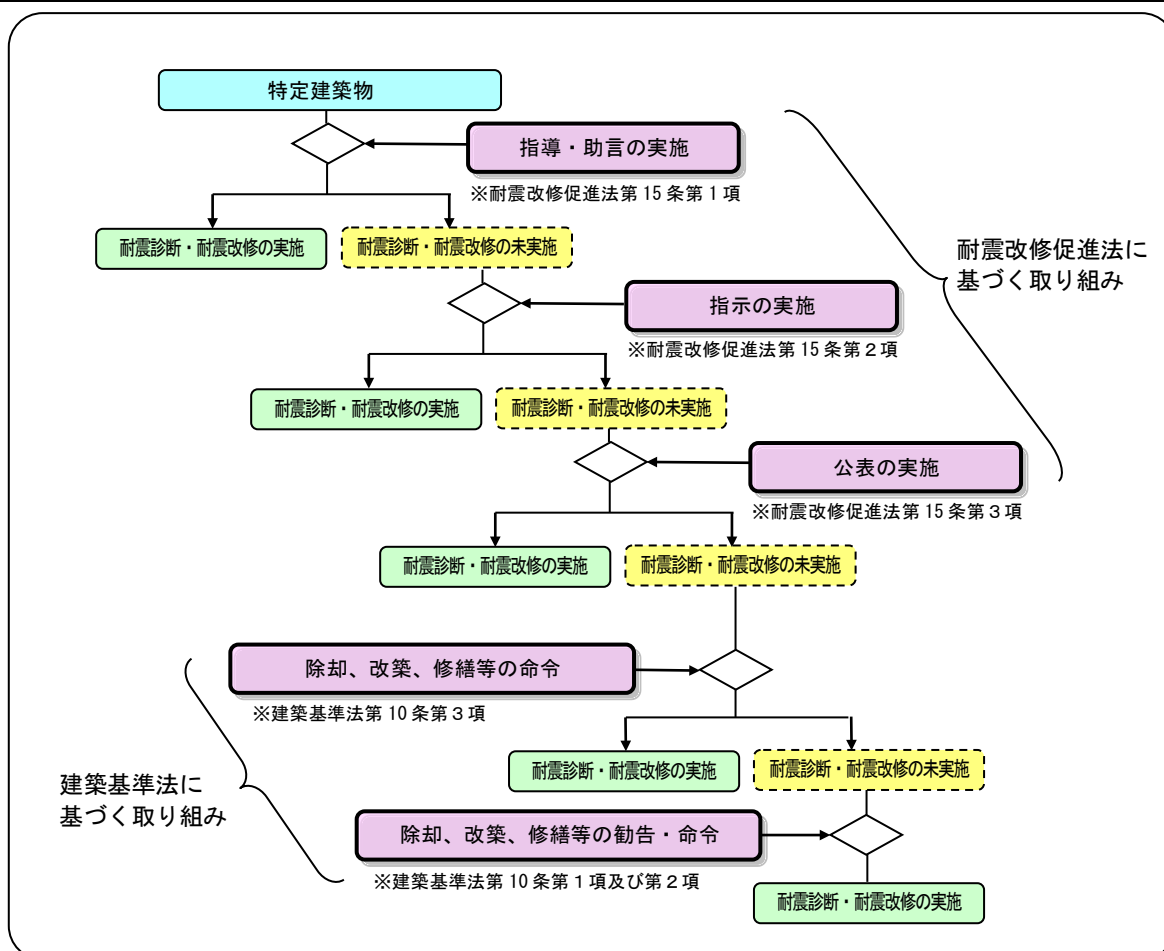 特定建築物
指導・助言の実施
※耐震改修促進法第15条第1項
耐震診断・耐震改修の実施
耐震診断・耐震改修の未実施
耐震改修促進法に
基づく取り組み
指示の実施
※耐震改修促進法第15条第2項
耐震診断・耐震改修の実施
耐震診断・耐震改修の未実施
公表の実施
※耐震改修促進法第15条第3項
耐震診断・耐震改修の実施
耐震診断・耐震改修の未実施
除却、改築、修繕等の命令
※建築基準法第10条第3項
耐震診断・耐震改修の実施
耐震診断・耐震改修の未実施
建築基準法に
基づく取り組み
除却、改築、修繕等の勧告・命令
※建築基準法第10条第1項及び第2項
耐震診断・耐震改修の実施